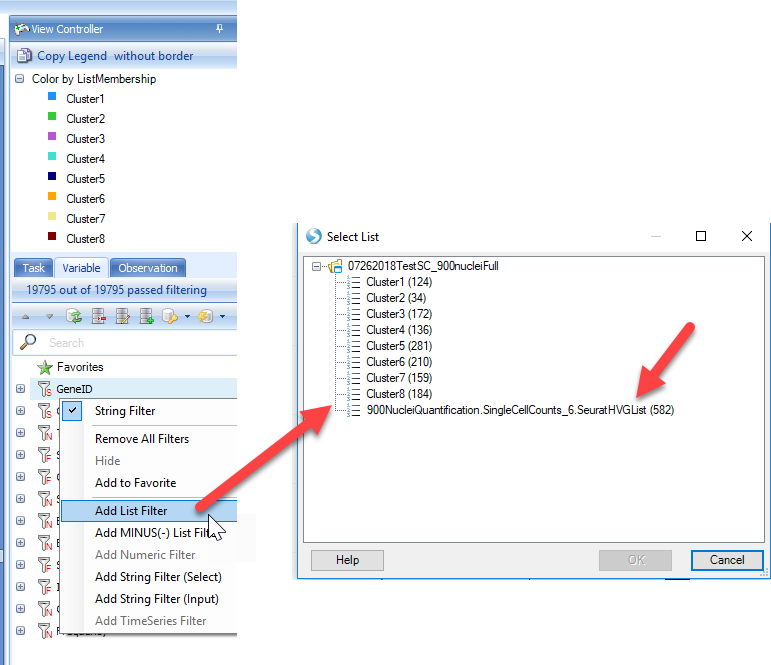 View Controller
Copy Legend without border
Color by ListMembership
Cluster1
Cluster2
Cluster3
Cluster4
Cluster5
Cluster6
Cluster7
Cluster8
Task Variable Observation
19795 out of 19795 passed filtering
Search
Favorites
GeneID
String Filter
Remove All Filters
Hide
Add to Favorite
Add List Filter
Add MINUS(-) List Filt
Add Numeric Filter
Add String Filter (Select)
Add String Filter (Input)
Add TimeSeries Filter
Select List
07262018TestSC_900nucleiFull
Cluster1 (124)
Cluster2 (34)
Cluster3 (172)
Cluster4 (136)
Cluster5 (281)
Cluster6 (210)
Cluster7 (159)
Cluster8 (184)
900NucleiQuantification.SingleCellCounts_6.SeuratHVGList (582)
Help
OK
Cancel